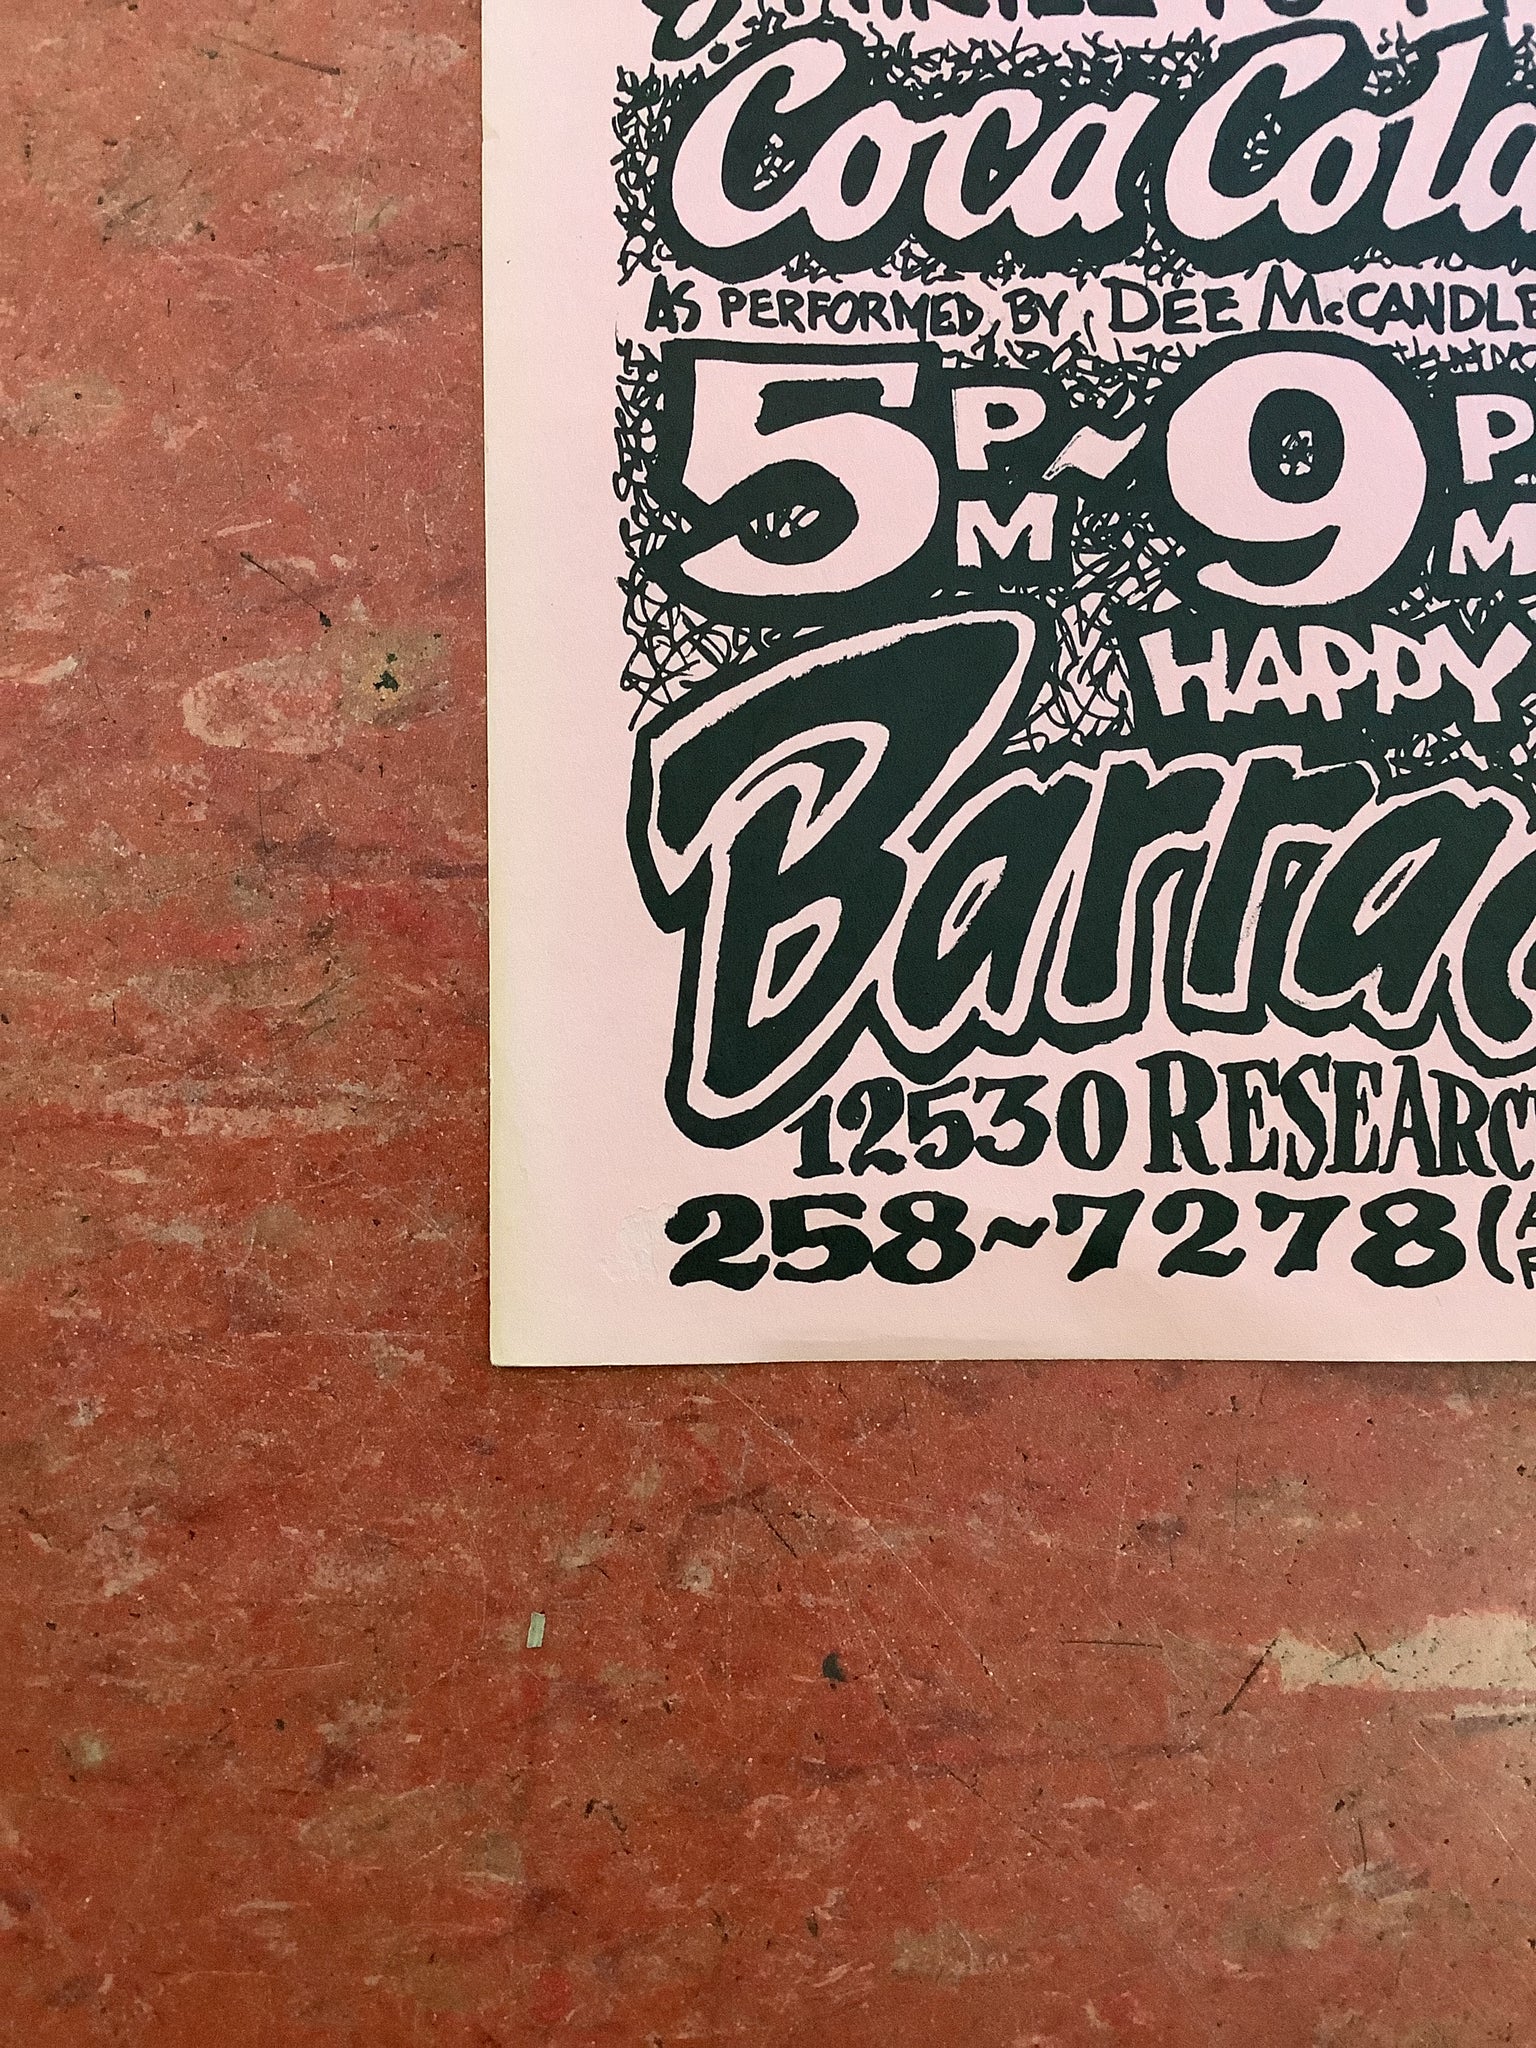 Coca Cola
AS PERFORMED BY DEE McCANDLE
5 PM ~ 9 PM
HAPPY
Barra
12530 RESEARC
258~7278 (